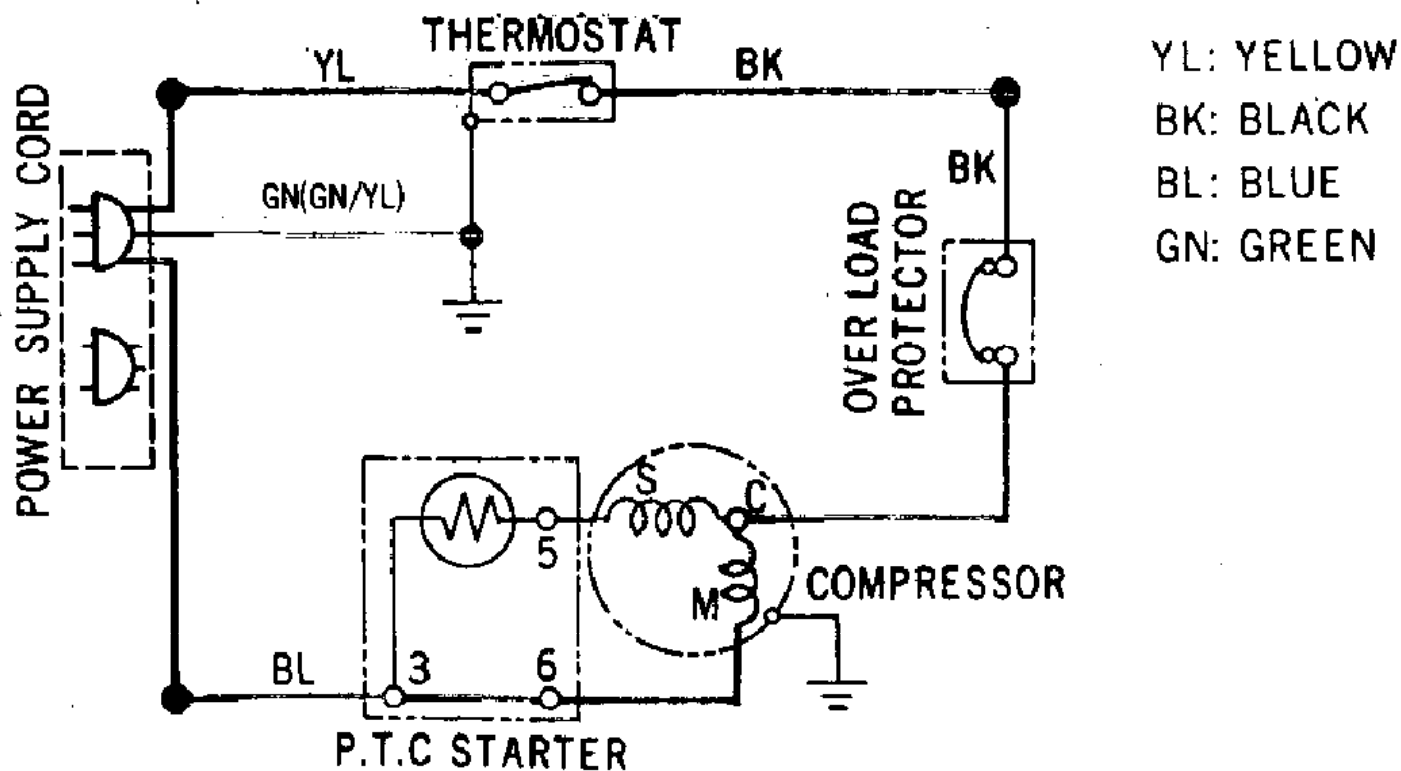 THERMOSTAT
YL
BK
YL: YELLOW
BK: BLACK
BL: BLUE
GN: GREEN
POWER SUPPLY CORD
GN(GN/YL)
BK
OVER LOAD
PROTECTOR
S
C
5
M
COMPRESSOR
BL
3
6
P.T.C STARTER